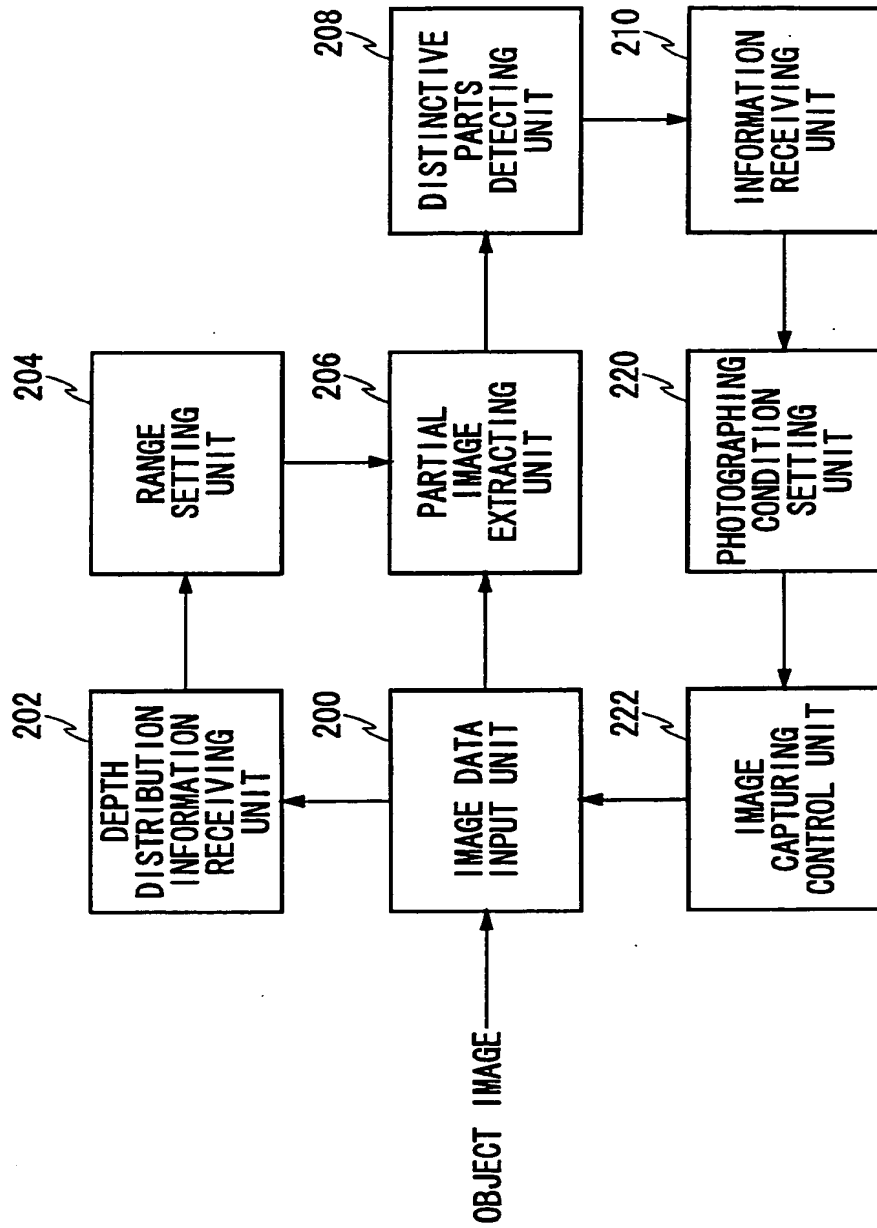 202
DEPTH
DISTRIBUTION
INFORMATION
RECEIVING
UNIT
204
RANGE
SETTING
UNIT
OBJECT IMAGE
200
IMAGE DATA
INPUT UNIT
206
PARTIAL
IMAGE
EXTRACTING
UNIT
208
DISTINCTIVE
PARTS
DETECTING
UNIT
222
IMAGE
CAPTURING
CONTROL UNIT
220
PHOTOGRAPHING
CONDITION
SETTING
UNIT
210
INFORMATION
RECEIVING
UNIT